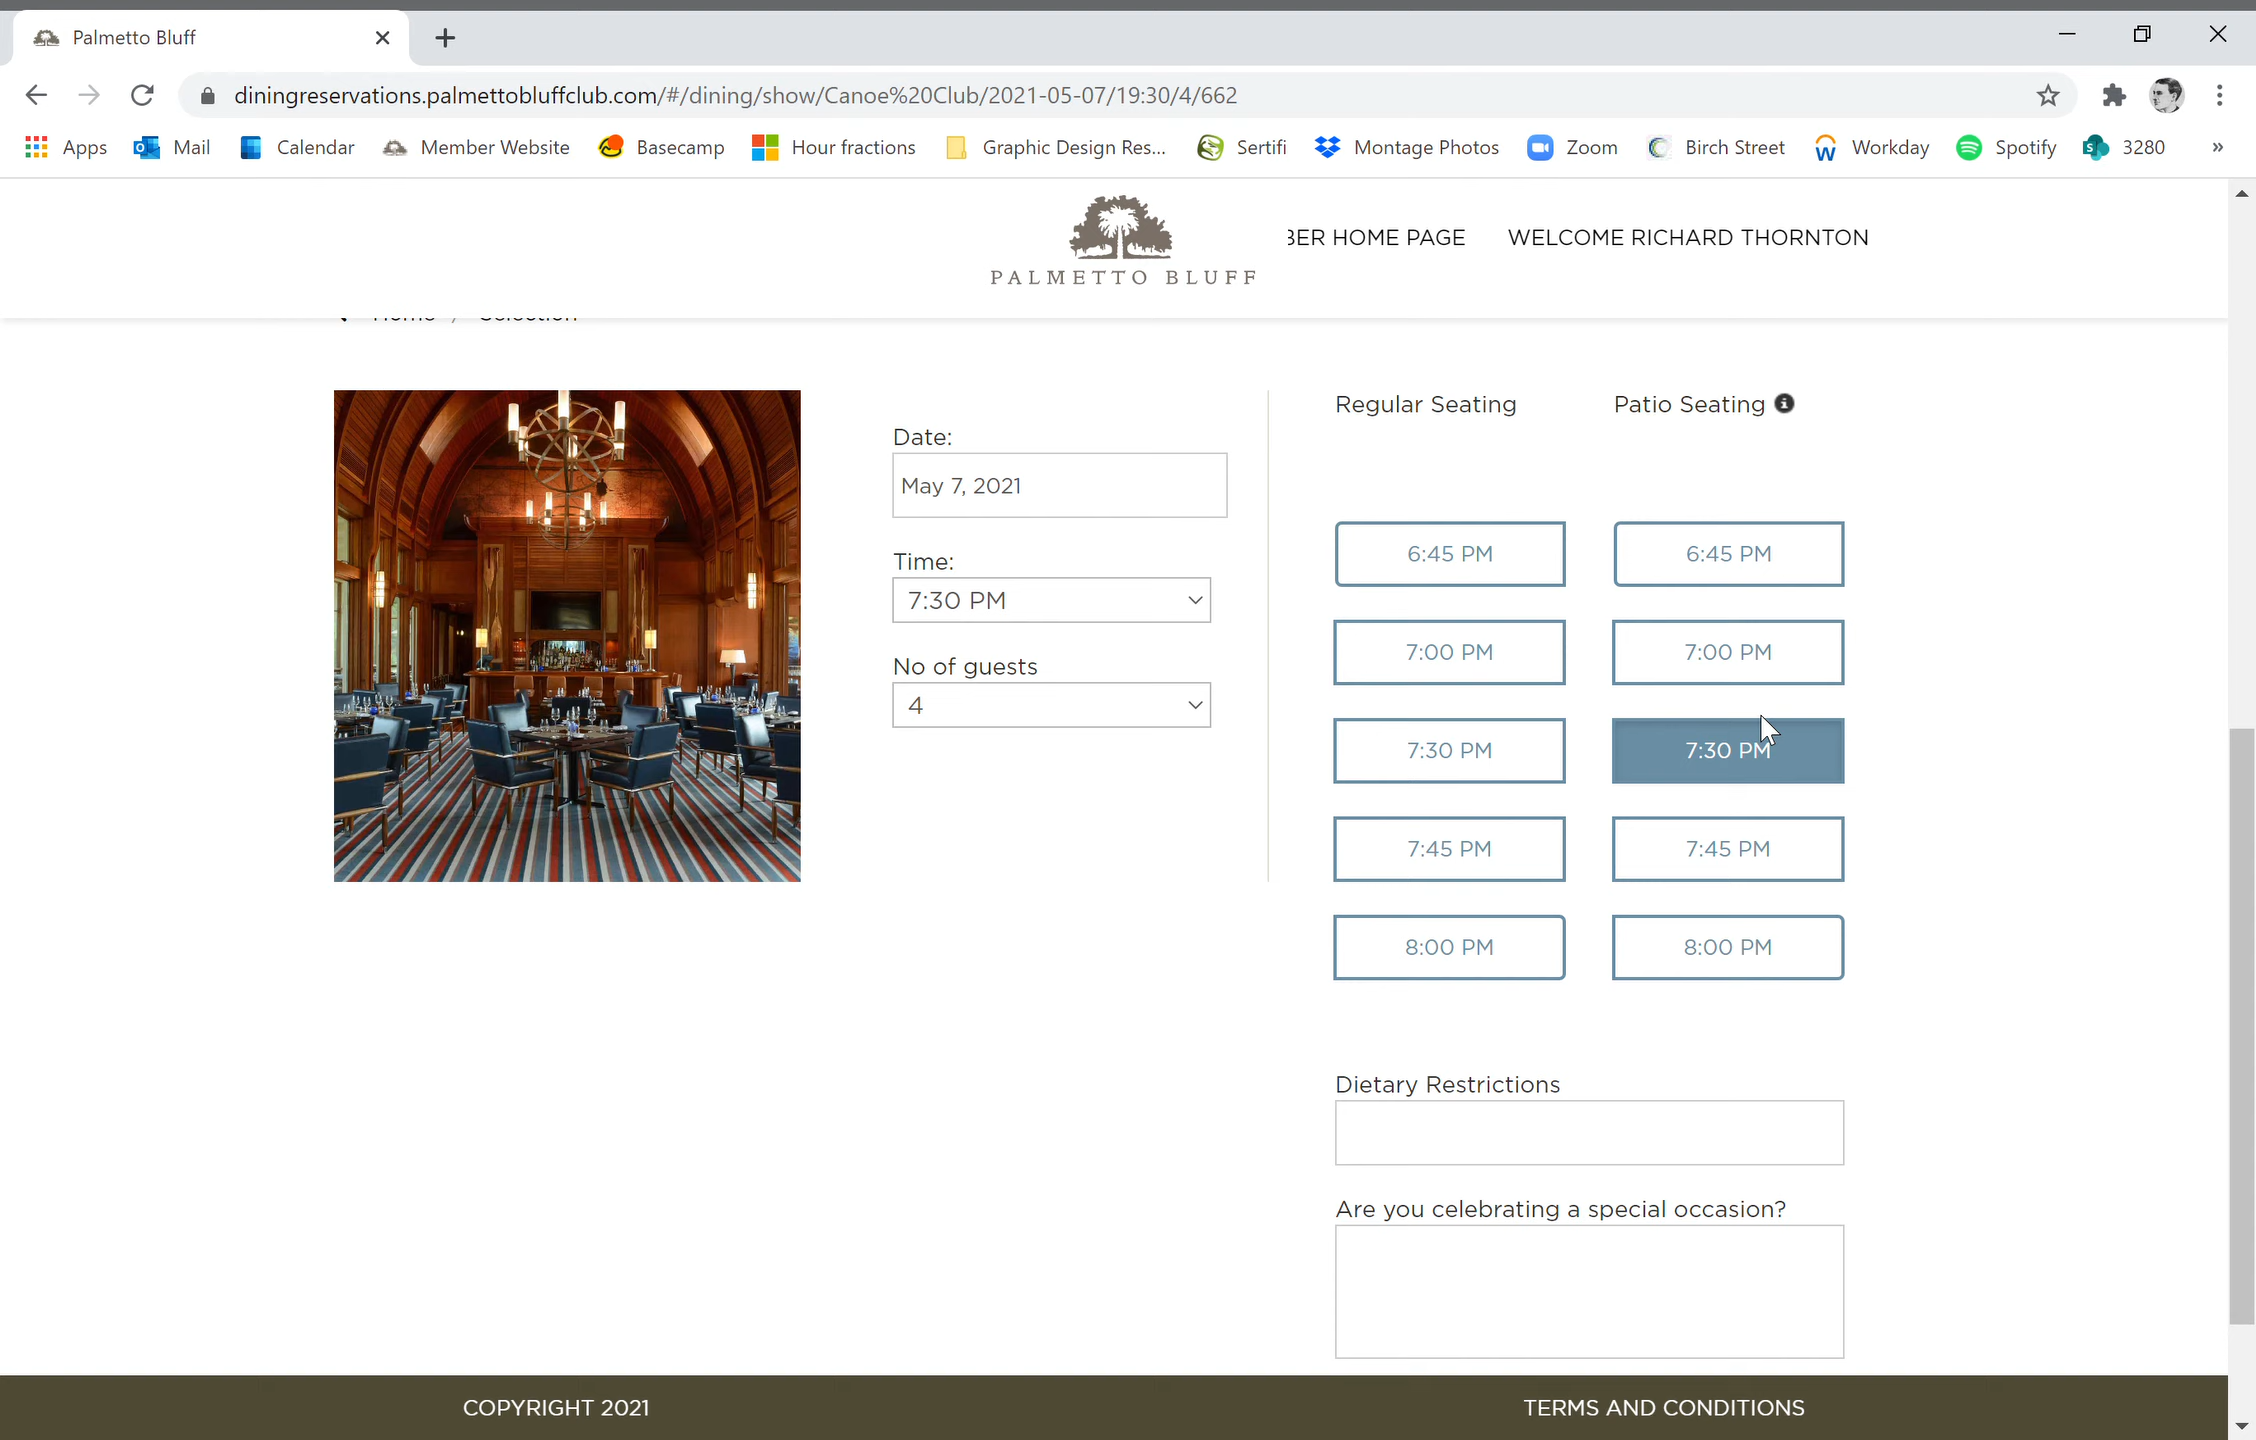 Palmetto Bluff
diningreservations.palmettobluffclub.com/#/dining/show/Canoe%20Club/2021-05-07/19:30/4/662
Apps Mail Calendar Member Website Basecamp Hour fractions Graphic Design Res... Sertifi Montage Photos Zoom Birch Street Workday Spotify 3280 »
PALMETTO BLUFF
BER HOME PAGE WELCOME RICHARD THORNTON
Home / Selection
Date:
May 7, 2021
Time:
7:30 PM
No of guests
4
Regular Seating Patio Seating
6:45 PM 6:45 PM
7:00 PM 7:00 PM
7:30 PM 7:30 PM
7:45 PM 7:45 PM
8:00 PM 8:00 PM
Dietary Restrictions
Are you celebrating a special occasion?
COPYRIGHT 2021 TERMS AND CONDITIONS